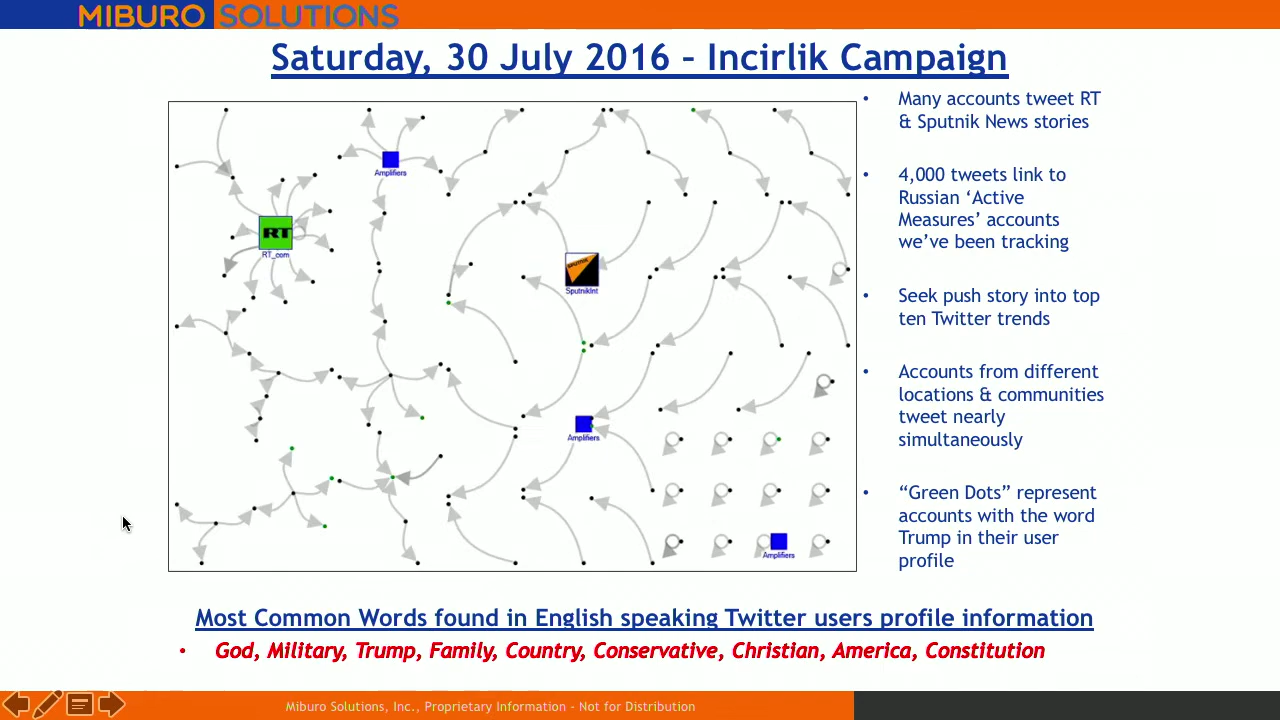 MIBURO SOLUTIONS
Saturday, 30 July 2016 – Incirlik Campaign
Amplifiers
RT
RT_com
SPUTNIK
SputnikInt
Amplifiers
Amplifiers
• Many accounts tweet RT
& Sputnik News stories
• 4,000 tweets link to
Russian ‘Active
Measures’ accounts
we’ve been tracking
• Seek push story into top
ten Twitter trends
• Accounts from different
locations & communities
tweet nearly
simultaneously
• “Green Dots” represent
accounts with the word
Trump in their user
profile
Most Common Words found in English speaking Twitter users profile information
• God, Military, Trump, Family, Country, Conservative, Christian, America, Constitution
Miburo Solutions, Inc., Proprietary Information – Not for Distribution